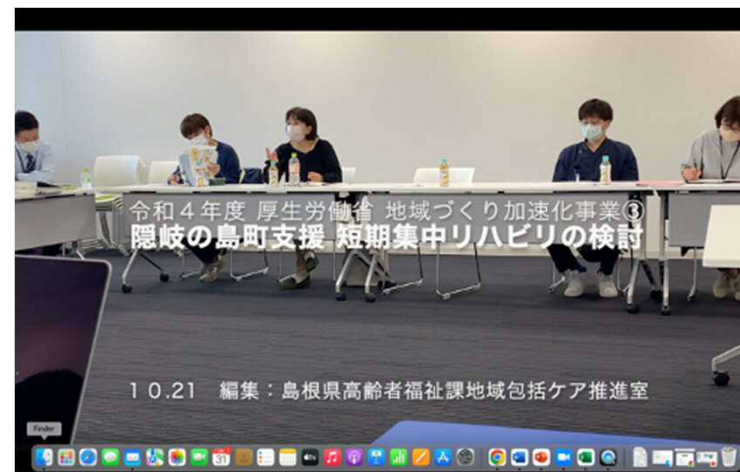 令和４年度 厚生労働省 地域づくり加速化事業③
隠岐の島町支援 短期集中リハビリの検討
１０.21　編集：島根県高齢者福祉課地域包括ケア推進室
Finder
31